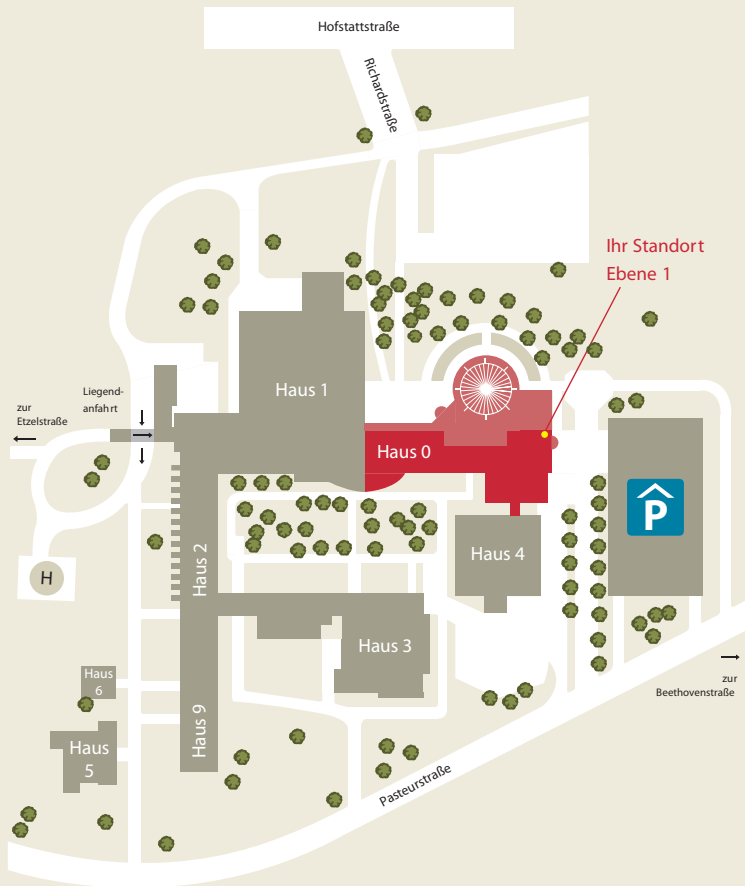 Hofstattstraße
Richardstraße
Ihr Standort
Ebene 1
Haus 1
Liegend-
anfahrt
zur
Etzelstraße
Haus 0
P
Haus 4
Haus 2
H
Haus 3
Haus
6
zur
Beethovenstraße
Haus 9
Haus
5
Pasteurstraße